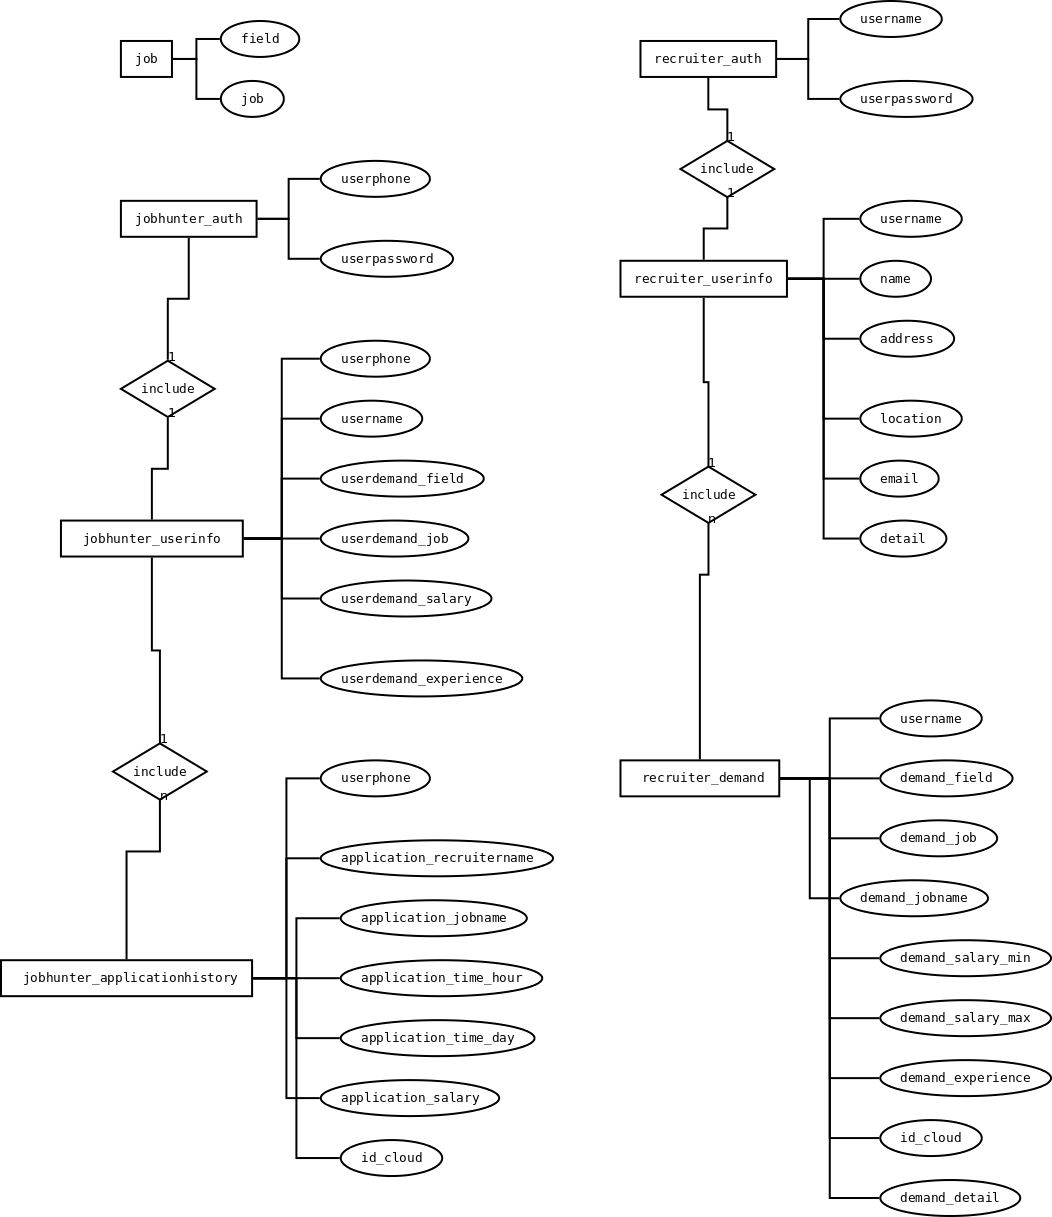 job
field
job
jobhunter_auth
userphone
userpassword
1
include
1
jobhunter_userinfo
userphone
username
userdemand_field
userdemand_job
userdemand_salary
userdemand_experience
1
include
n
jobhunter_applicationhistory
userphone
application_recruitername
application_jobname
application_time_hour
application_time_day
application_salary
id_cloud
recruiter_auth
username
userpassword
1
include
1
recruiter_userinfo
username
name
address
location
email
detail
1
include
n
recruiter_demand
username
demand_field
demand_job
demand_jobname
demand_salary_min
demand_salary_max
demand_experience
id_cloud
demand_detail